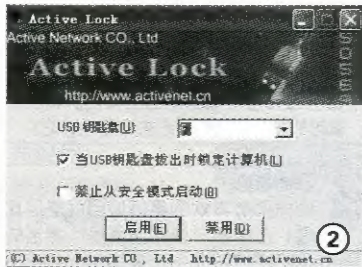 Active Lock
Active Network CO., Ltd
Active Lock
http://www.activenet.cn
USB钥匙盘(U)
当USB钥匙盘拔出时锁定计算机(L)
禁止从安全模式启动(B)
启用(E) 禁用(D)
2
(C) Active Network CO., Ltd http://www.activenet.cn